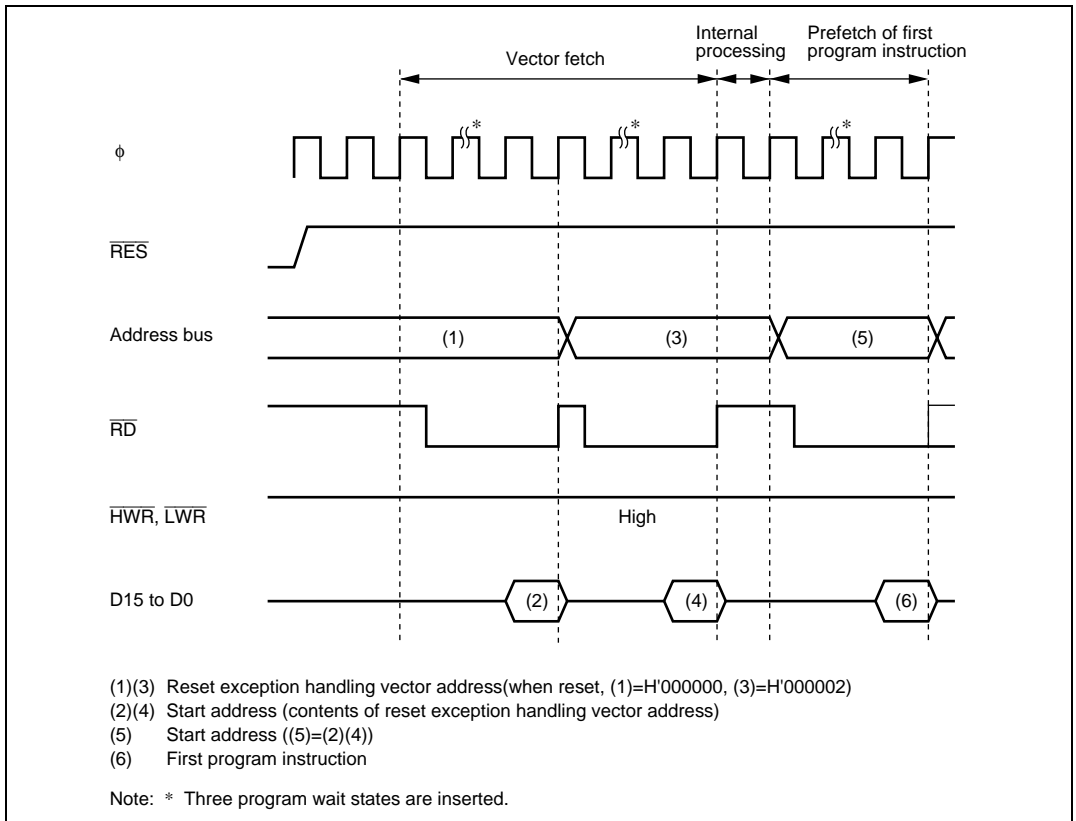 Vector fetch
Internal
processing
Prefetch of first
program instruction
ϕ
*
*
*
RES
Address bus
(1)
(3)
(5)
RD
HWR, LWR
High
D15 to D0
(2)
(4)
(6)
(1)(3) Reset exception handling vector address(when reset, (1)=H'000000, (3)=H'000002)
(2)(4) Start address (contents of reset exception handling vector address)
(5) Start address ((5)=(2)(4))
(6) First program instruction
Note: * Three program wait states are inserted.